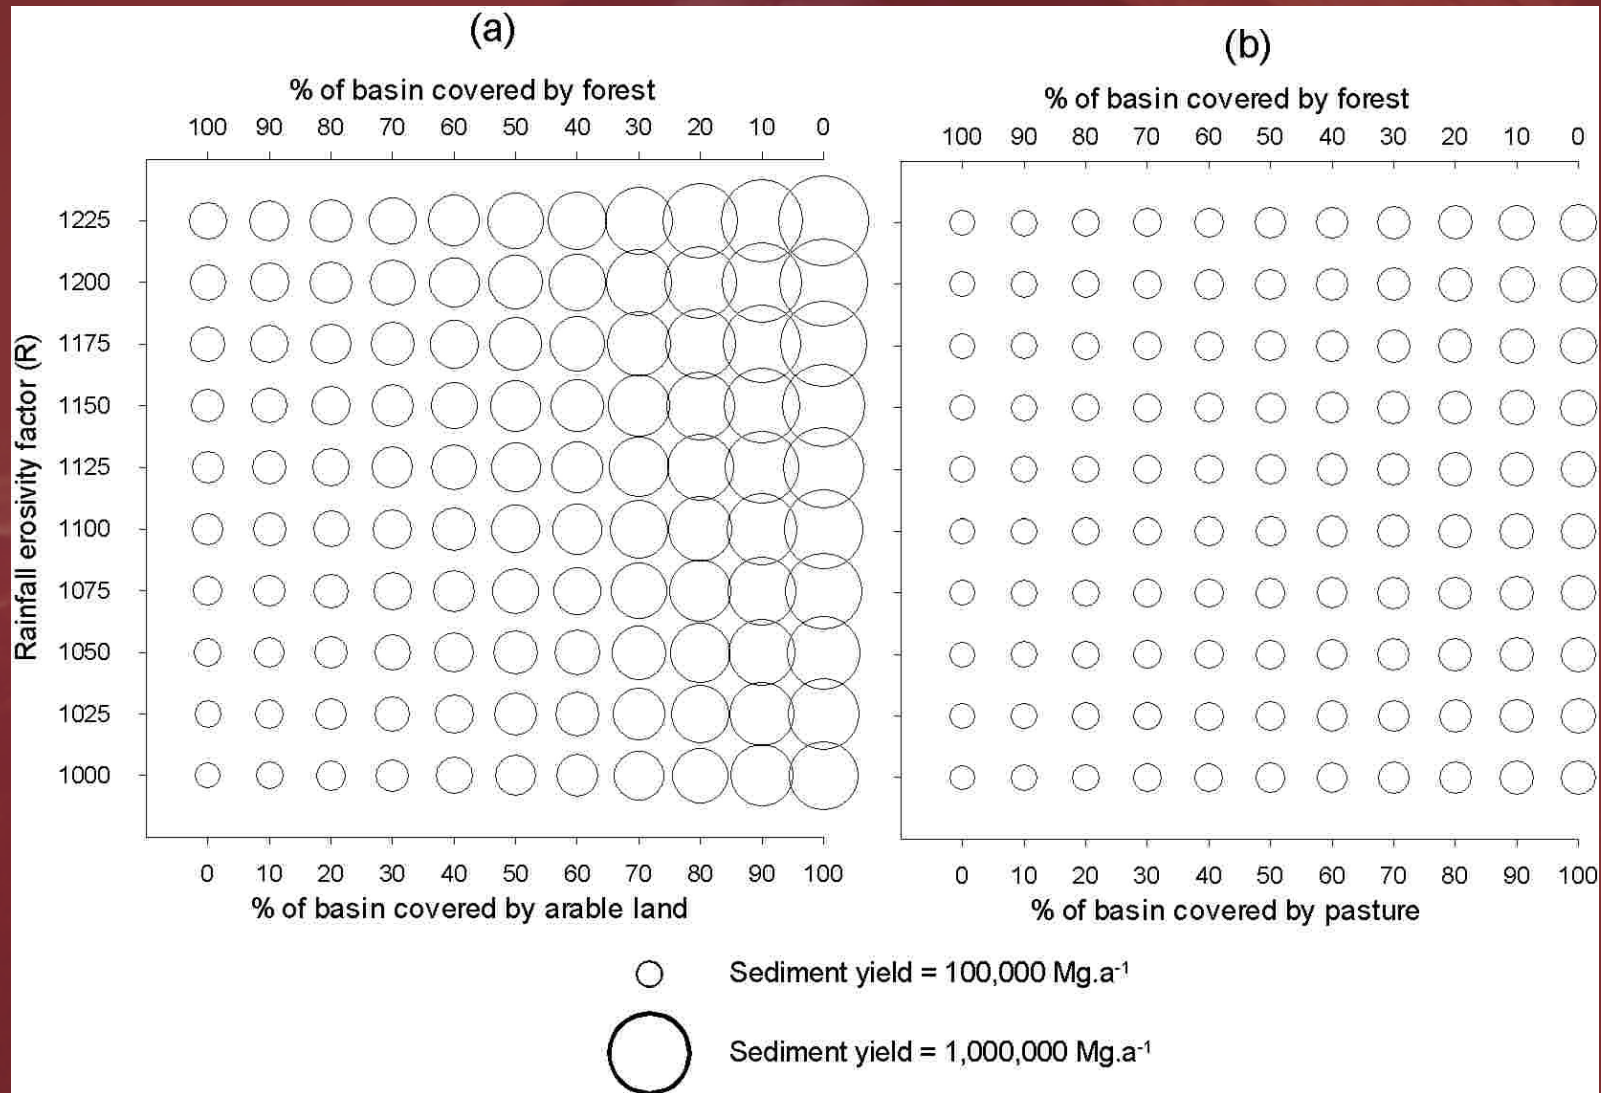 (a)
% of basin covered by forest
100 90 80 70 60 50 40 30 20 10 0
Rainfall erosivity factor (R)
1225
1200
1175
1150
1125
1100
1075
1050
1025
1000
0 10 20 30 40 50 60 70 80 90 100
% of basin covered by arable land
(b)
% of basin covered by forest
100 90 80 70 60 50 40 30 20 10 0
0 10 20 30 40 50 60 70 80 90 100
% of basin covered by pasture
Sediment yield = 100,000 Mg.a⁻¹
Sediment yield = 1,000,000 Mg.a⁻¹